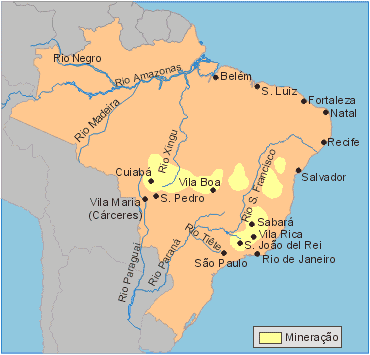 Rio Negro
Rio Amazonas
Belém
S. Luiz
Fortaleza
Natal
Rio Madeira
Rio Xingu
Recife
Cuiabá
Vila Boa
Rio S. Francisco
Salvador
Vila Maria
(Cárceres)
S. Pedro
Sabará
Vila Rica
Rio Tiête
S. João del Rei
Rio Paraguai
Rio Paraná
São Paulo
Rio de Janeiro
Mineração